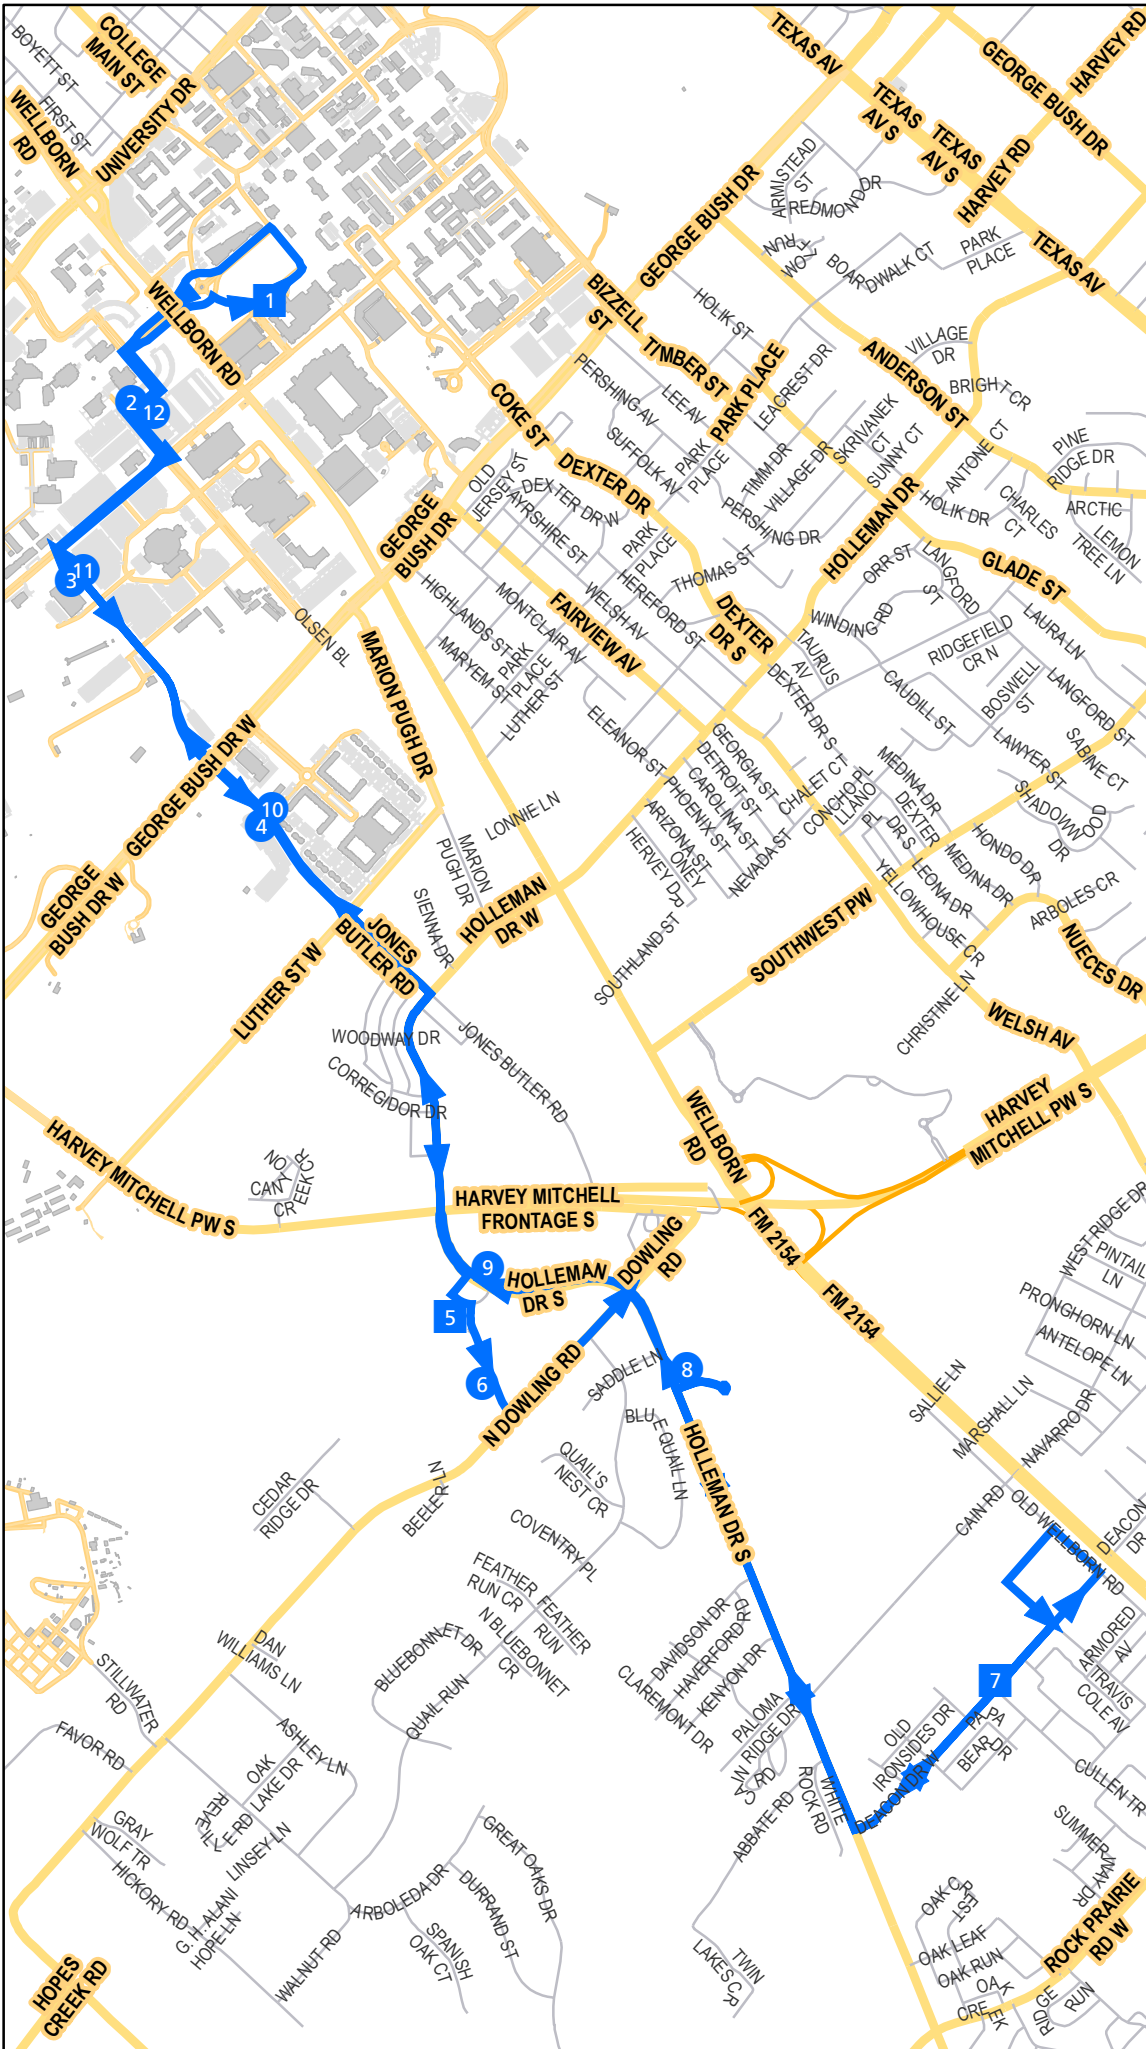 COLLEGE
MAIN ST
BOYETT ST
FIRST ST
WELLBORN
RD
UNIVERSITY DR
TEXAS AV
GEORGE BUSH DR
HARVEY RD
TEXAS
AV S
TEXAS
AV S
HARVEY RD
ARMISTEAD
ST
REDMOND DR
GEORGE BUSH DR
FOX RUN
BOARDWALK CT
PARK
PLACE
TEXAS AV
1
WELLBORN RD
BIZZELL
ST
HOLIK ST
TIMBER ST
VILLAGE
DR
ANDERSON ST
BRIGHT CR
2
12
PERSHING AV
LEE AV
PARK PLACE
LEACREST DR
COKE ST
SUFFOLK AV
PARK
PLACE
TIMM DR
VILLAGE DR
SKRIVANEK
CT
SUNNY CT
ANTONE CT
PINE
RIDGE DR
DEXTER DR
OLD
JERSEY ST
DEXTER DR W
AYRSHIRE ST
PERSHING DR
HOLLEMAN DR
HOLIK DR
CHARLES
CT
ARCTIC
LEMON
TREE LN
GEORGE
BUSH DR
3
11
PARK
PLACE
THOMAS ST
ORR ST
LANGFORD
ST
GLADE ST
HIGHLANDS ST
MONTCLAIR AV
WELSH AV
HEREFORD ST
FAIRVIEW AV
DEXTER
DR S
WINDING RD
LAURA LN
OLSEN BL
MARION PUGH DR
MARYEM ST
PARK
PLACE
LUTHER ST
TAURUS
AV
RIDGEFIELD
CR N
DEXTER DR S
CAUDILL ST
BOSWELL
ST
LANGFORD ST
GEORGE BUSH DR W
ELEANOR ST
GEORGIA ST
DETROIT ST
CAROLINA ST
PHOENIX ST
ARIZONA ST
CHALET CT
MEDINA DR
LAWYER ST
SABINE CT
SHADOWWOOD
DR
10
4
LONNIE LN
CONCHO PL
LLANO
PL
DEXTER
DR S
HERVEY DR
ONEY
NEVADA ST
MEDINA DR
HONDO DR
ARBOLES CR
GEORGE
BUSH DR W
MARION
PUGH DR
SIENNA DR
HOLLEMAN
DR W
LEONA DR
YELLOWHOUSE CR
SOUTHWEST PW
NUECES DR
JONES
BUTLER RD
LUTHER ST W
SOUTHLAND ST
CHRISTINE LN
WELSH AV
WOODWAY DR
JONES BUTLER RD
CORREGIDOR DR
HARVEY MITCHELL PW S
WELLBORN
RD
HARVEY
MITCHELL PW S
CANYON
CREEK CR
HARVEY MITCHELL
FRONTAGE S
DOWLING
RD
FM 2154
WEST RIDGE DR
PINTAIL
LN
9
HOLLEMAN
DR S
5
FM 2154
PRONGHORN LN
ANTELOPE LN
6
N DOWLING RD
SADDLE LN
8
SALLIE LN
MARSHALL LN
NAVARRO DR
BLUE QUAIL LN
HOLLEMAN DR S
QUAIL'S
NEST CR
CEDAR
RIDGE DR
BEELER LN
CAIN RD
OLD WELLBORN RD
DEACON
DR
COVENTRY PL
FEATHER
RUN CR
FEATHER
RUN
N BLUEBONNET
CR
BLUEBONNET DR
DAN
WILLIAMS LN
DAVIDSON DR
HAVERFORD RD
KENYON DR
CLAREMONT DR
PALOMA
RIDGE DR
CAIN
RD
7
ARMORED
AV
TRAVIS
COLE AV
STILLWATER
RD
QUAIL RUN
OLD
IRONSIDES DR
PAPA
BEAR DR
FAVOR RD
ASHLEY LN
OAK
LAKE DR
REVEILLE RD
WHITE
ROCK RD
DEACON DR W
CULLEN TR
ABBATE RD
GRAY
WOLF TR
LINSEY LN
GREAT OAKS DR
SUMMERWAY DR
HICKORY RD
G.H. ALANI
HOPE LN
ARBOLEDA DR
DURRAND ST
OAK CREST
ROCK PRAIRIE
RD W
WALNUT RD
SPANISH
OAK CT
TWIN
LAKES CR
OAK LEAF
OAK RUN
OAK
CREEK
RIDGE
RUN
HOPES
CREEK RD